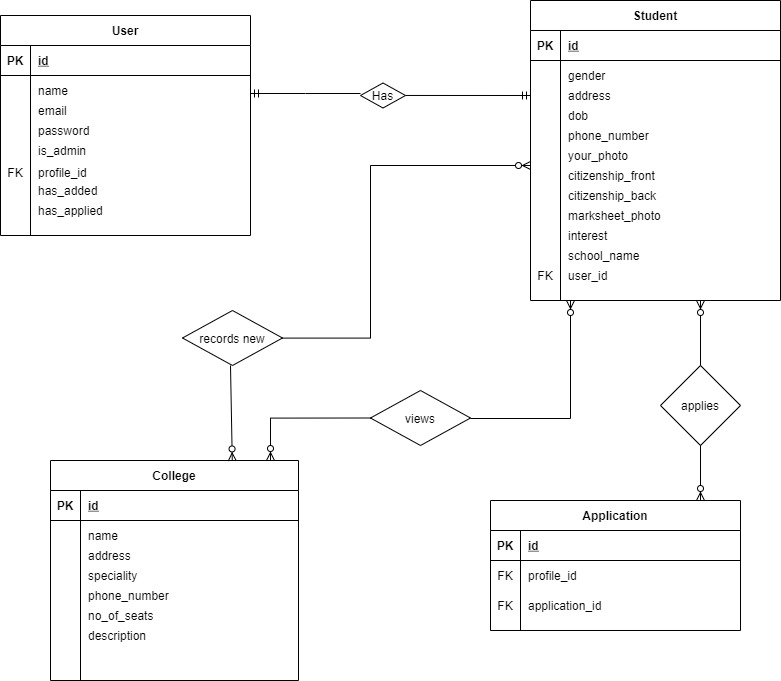 User
PK id
name
email
password
is_admin
FK profile_id
has_added
has_applied
Has
Student
PK id
gender
address
dob
phone_number
your_photo
citizenship_front
citizenship_back
marksheet_photo
interest
school_name
FK user_id
records new
views
applies
College
PK id
name
address
speciality
phone_number
no_of_seats
description
Application
PK id
FK profile_id
FK application_id